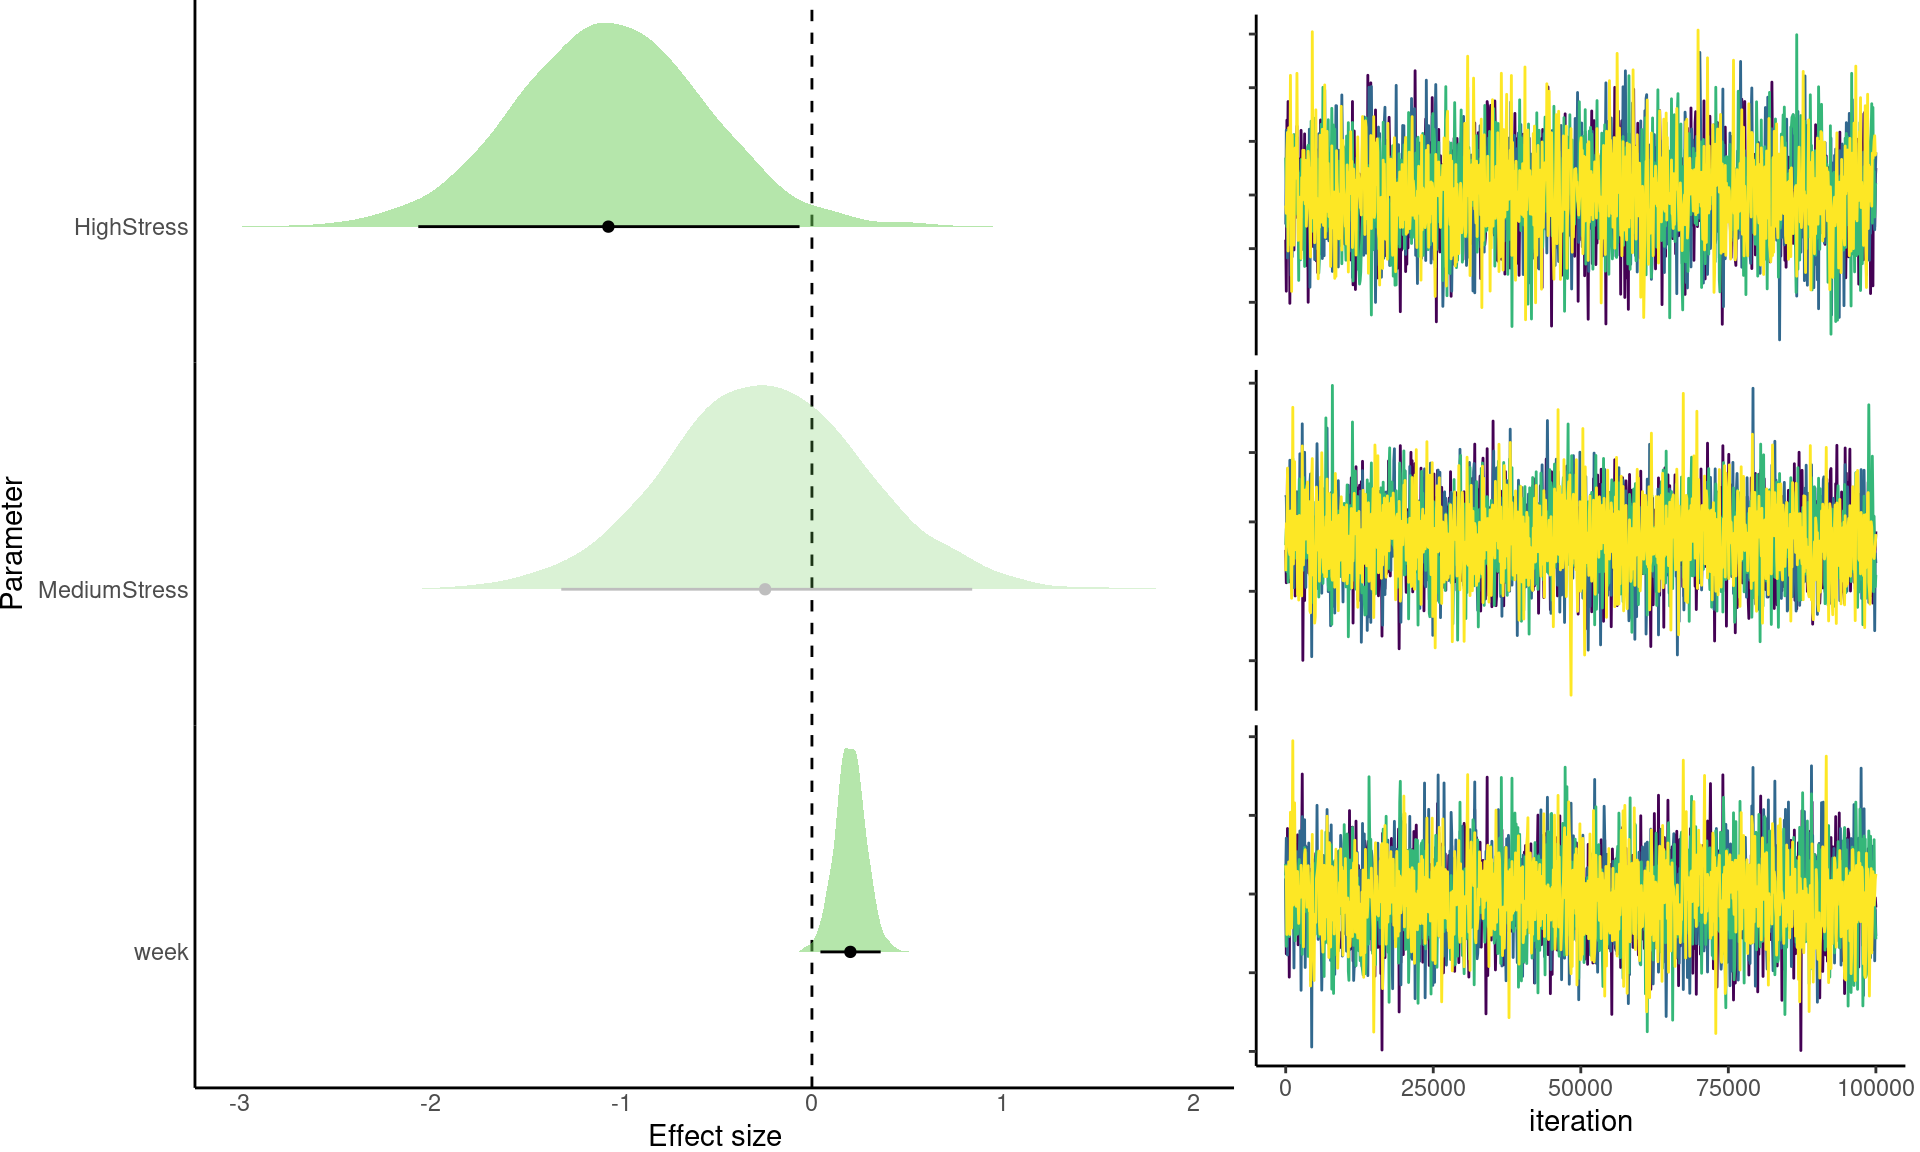 Parameter
HighStress
MediumStress
week
-3 -2 -1 0 1 2
Effect size
0 25000 50000 75000 100000
iteration